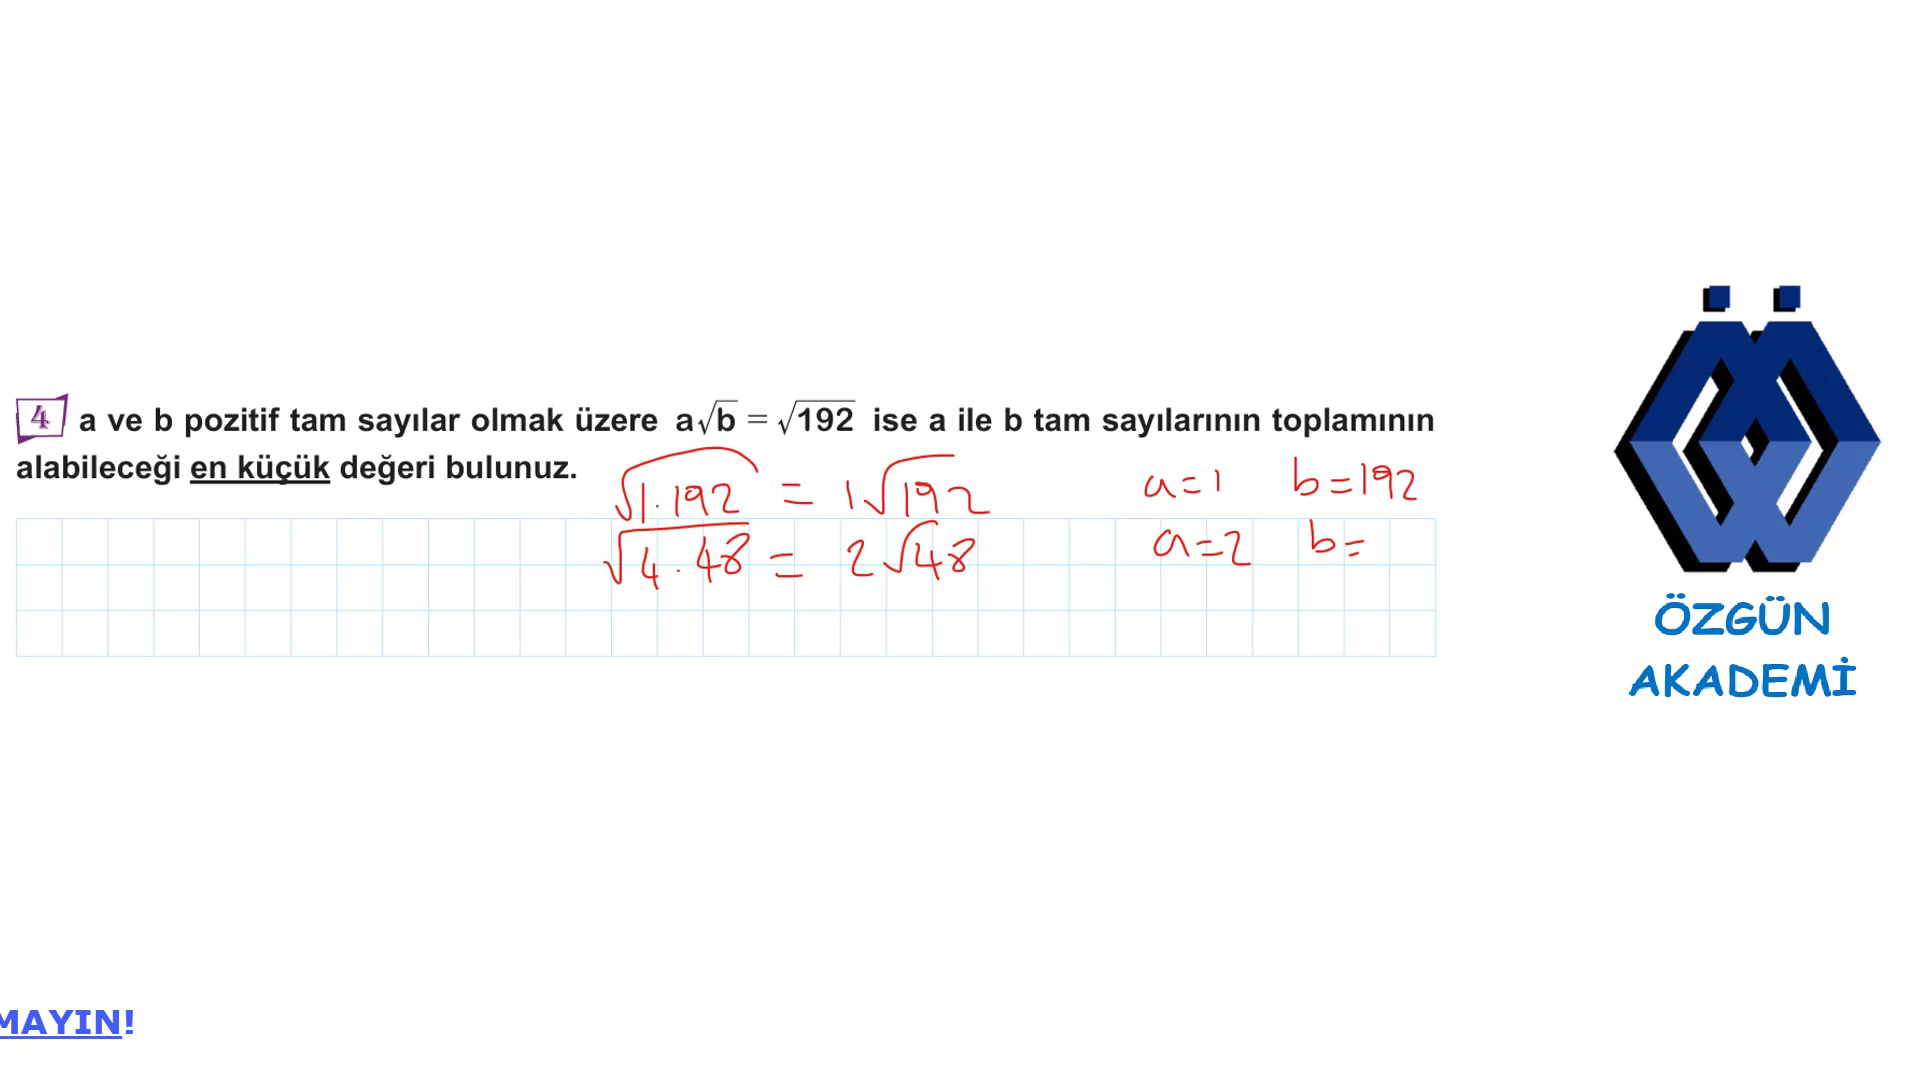 4 a ve b pozitif tam sayılar olmak üzere a√b = √192 ise a ile b tam sayılarının toplamının
alabileceği en küçük değeri bulunuz.
√1.192 = 1√192 a=1 b=192
√4.48 = 2√48 a=2 b=
ÖZGÜN
AKADEMİ
MAYIN!